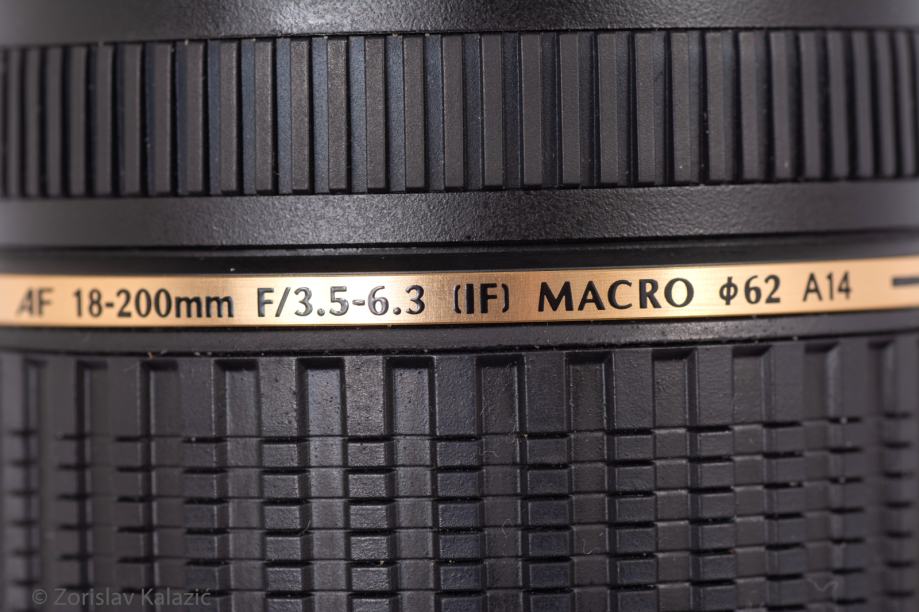 AF 18-200mm F/3.5-6.3 (IF) MACRO ϕ62 A14
© Zorislav Kalazić